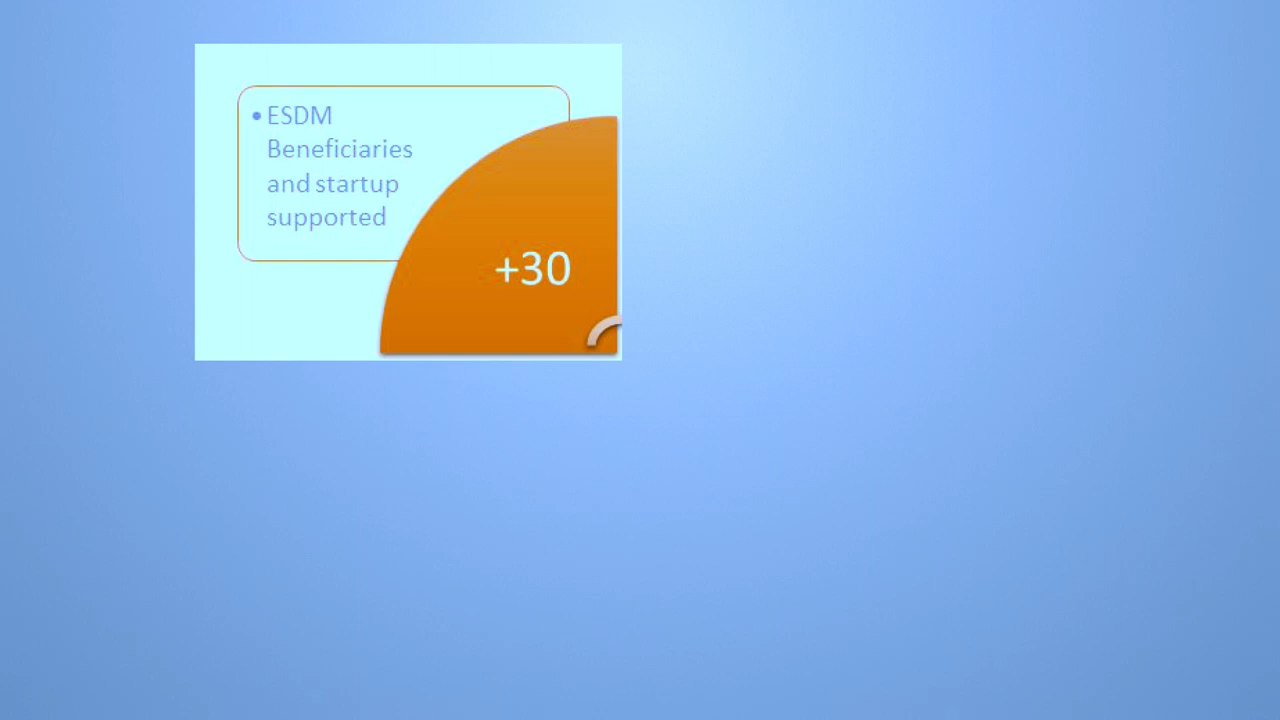 • ESDM
Beneficiaries
and startup
supported
+30